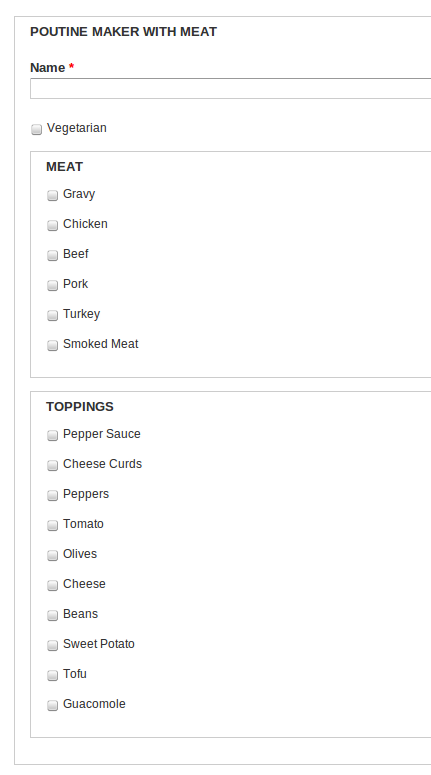 POUTINE MAKER WITH MEAT
Name *
Vegetarian
MEAT
Gravy
Chicken
Beef
Pork
Turkey
Smoked Meat
TOPPINGS
Pepper Sauce
Cheese Curds
Peppers
Tomato
Olives
Cheese
Beans
Sweet Potato
Tofu
Guacomole